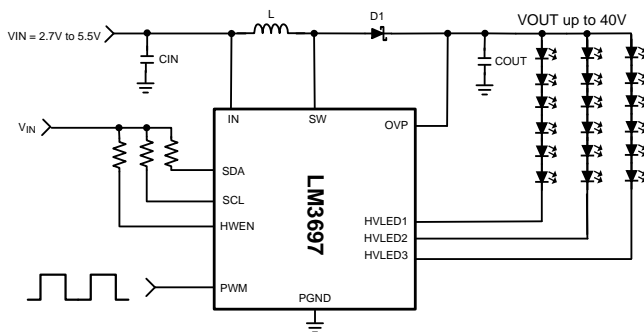 L
D1
VOUT up to 40V
VIN = 2.7V to 5.5V
CIN
COUT
IN
SW
OVP
VIN
SDA
SCL
HWEN
LM3697
HVLED1
HVLED2
HVLED3
PWM
PGND